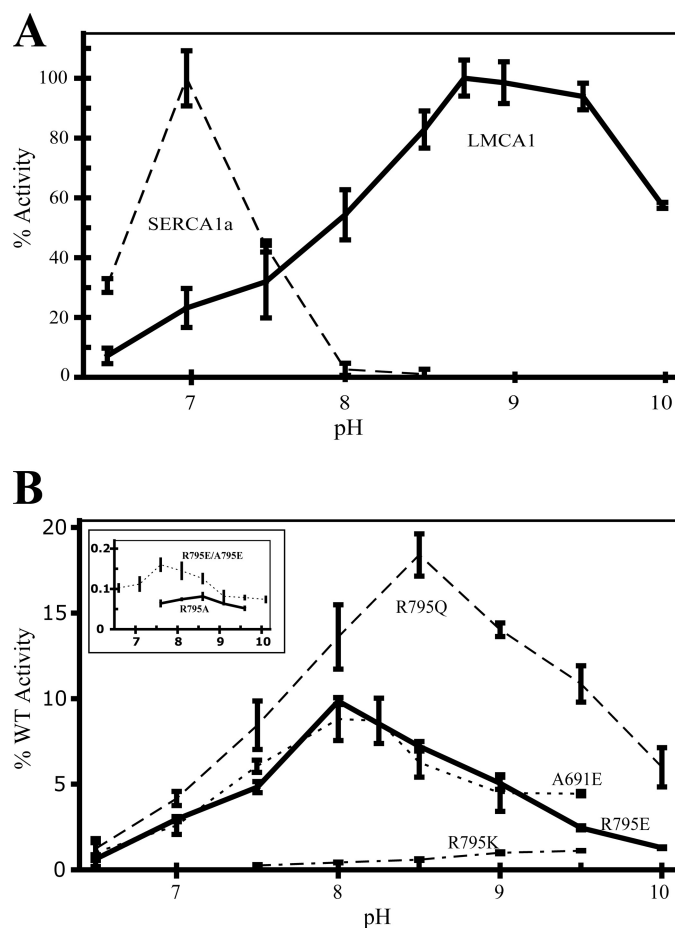 A
100
80
60
40
20
0
% Activity
SERCA1a
LMCA1
7 8 9 10
pH
B
20
15
10
5
0
% WT Activity
0.2
0.1
0
R795E/A795E
R795A
7 8 9 10
R795Q
A691E
R795E
R795K
7 8 9 10
pH